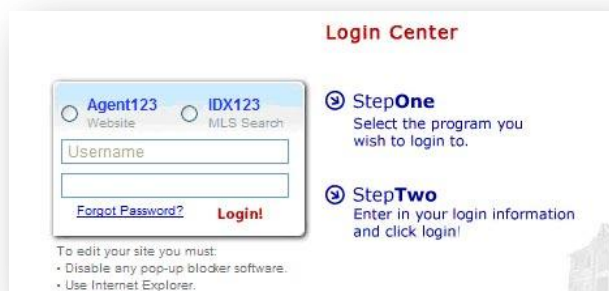 Login Center
Agent123
Website
IDX123
MLS Search
Username
Forgot Password?
Login!
To edit your site you must:
• Disable any pop-up blocker software.
• Use Internet Explorer.
StepOne
Select the program you
wish to login to.
StepTwo
Enter in your login information
and click login!